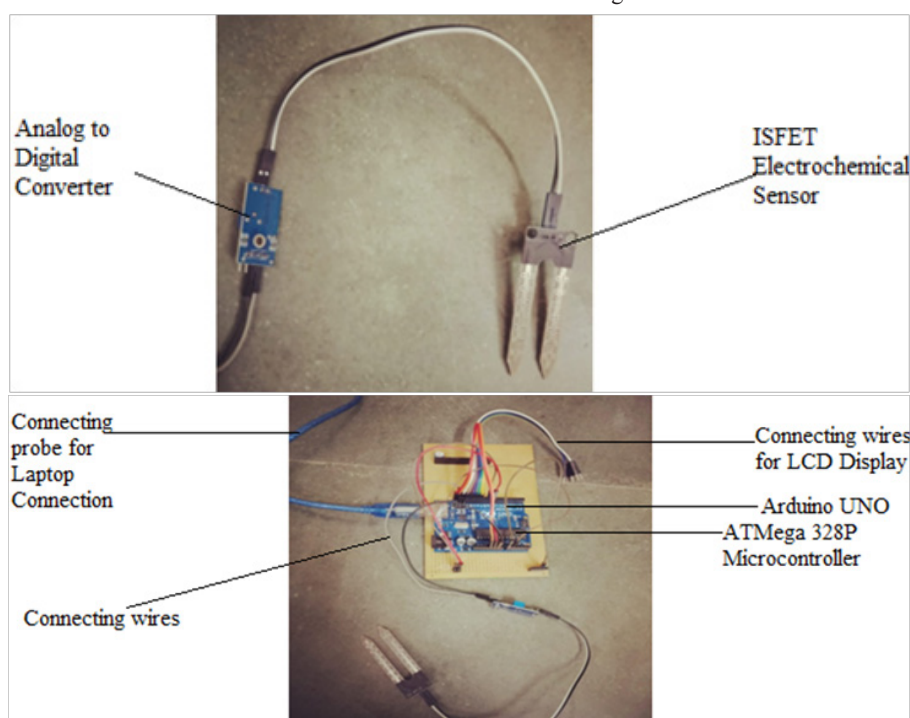 Analog to
Digital
Converter
ISFET
Electrochemical
Sensor
Connecting
probe for
Laptop
Connection
Connecting wires
for LCD Display
Arduino UNO
ATMega 328P
Microcontroller
Connecting wires